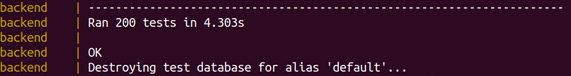 backend | ----------------------------------------------------------------------
backend | Ran 200 tests in 4.303s
backend |
backend | OK
backend | Destroying test database for alias 'default'...